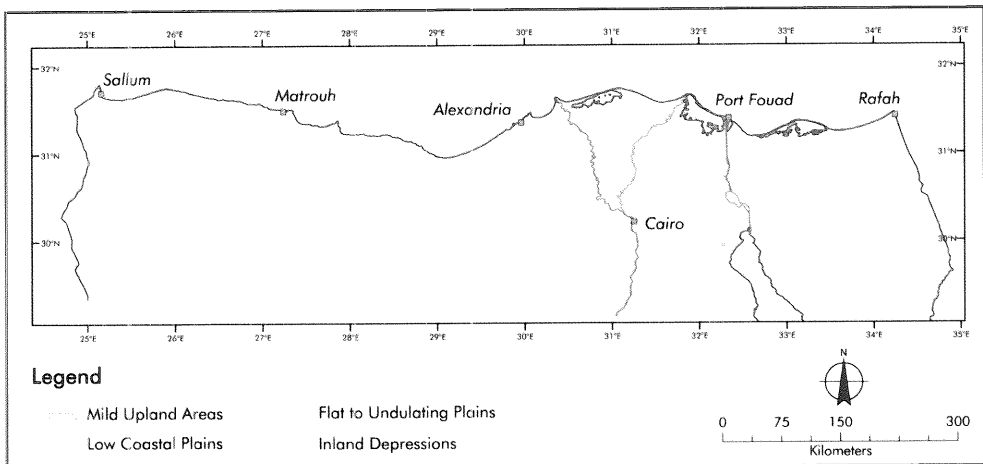 25°E 26°E 27°E 28°E 29°E 30°E 31°E 32°E 33°E 34°E 35°E
32°N 32°N
Sallum
Matrouh
Alexandria
Port Fouad
Rafah
31°N 31°N
Cairo
30°N 30°N
25°E 26°E 27°E 28°E 29°E 30°E 31°E 32°E 33°E 34°E 35°E
Legend
Mild Upland Areas Flat to Undulating Plains
Low Coastal Plains Inland Depressions
N
0 75 150 300
Kilometers